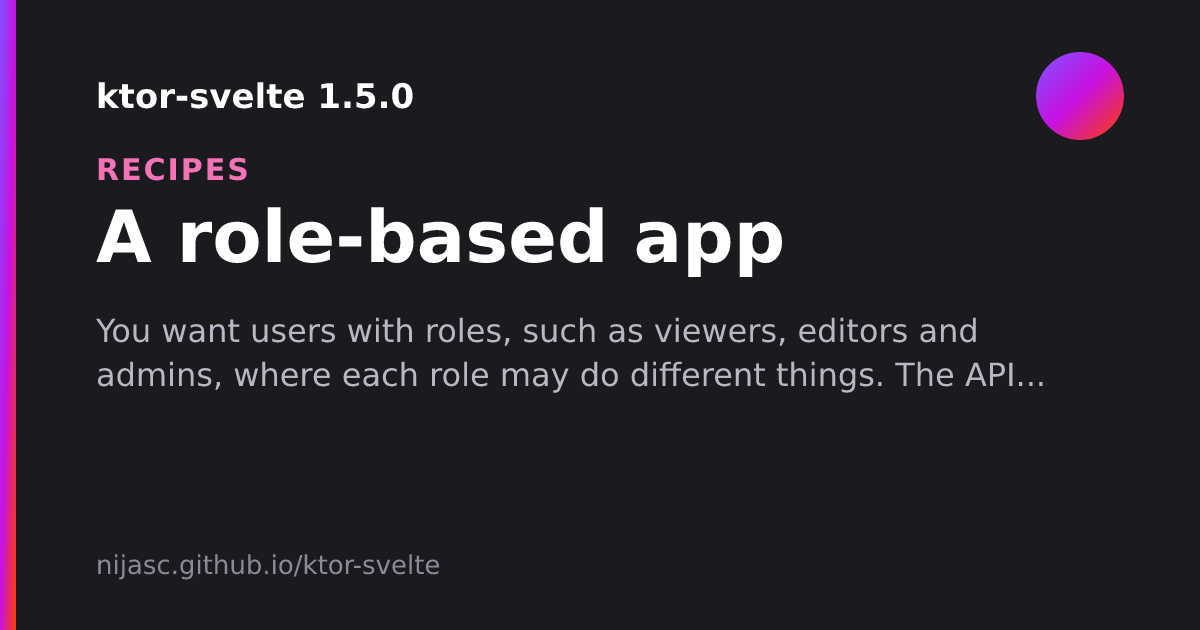 ktor-svelte 1.5.0
RECIPES
A role-based app
You want users with roles, such as viewers, editors and
admins, where each role may do different things. The API...
nijasc.github.io/ktor-svelte